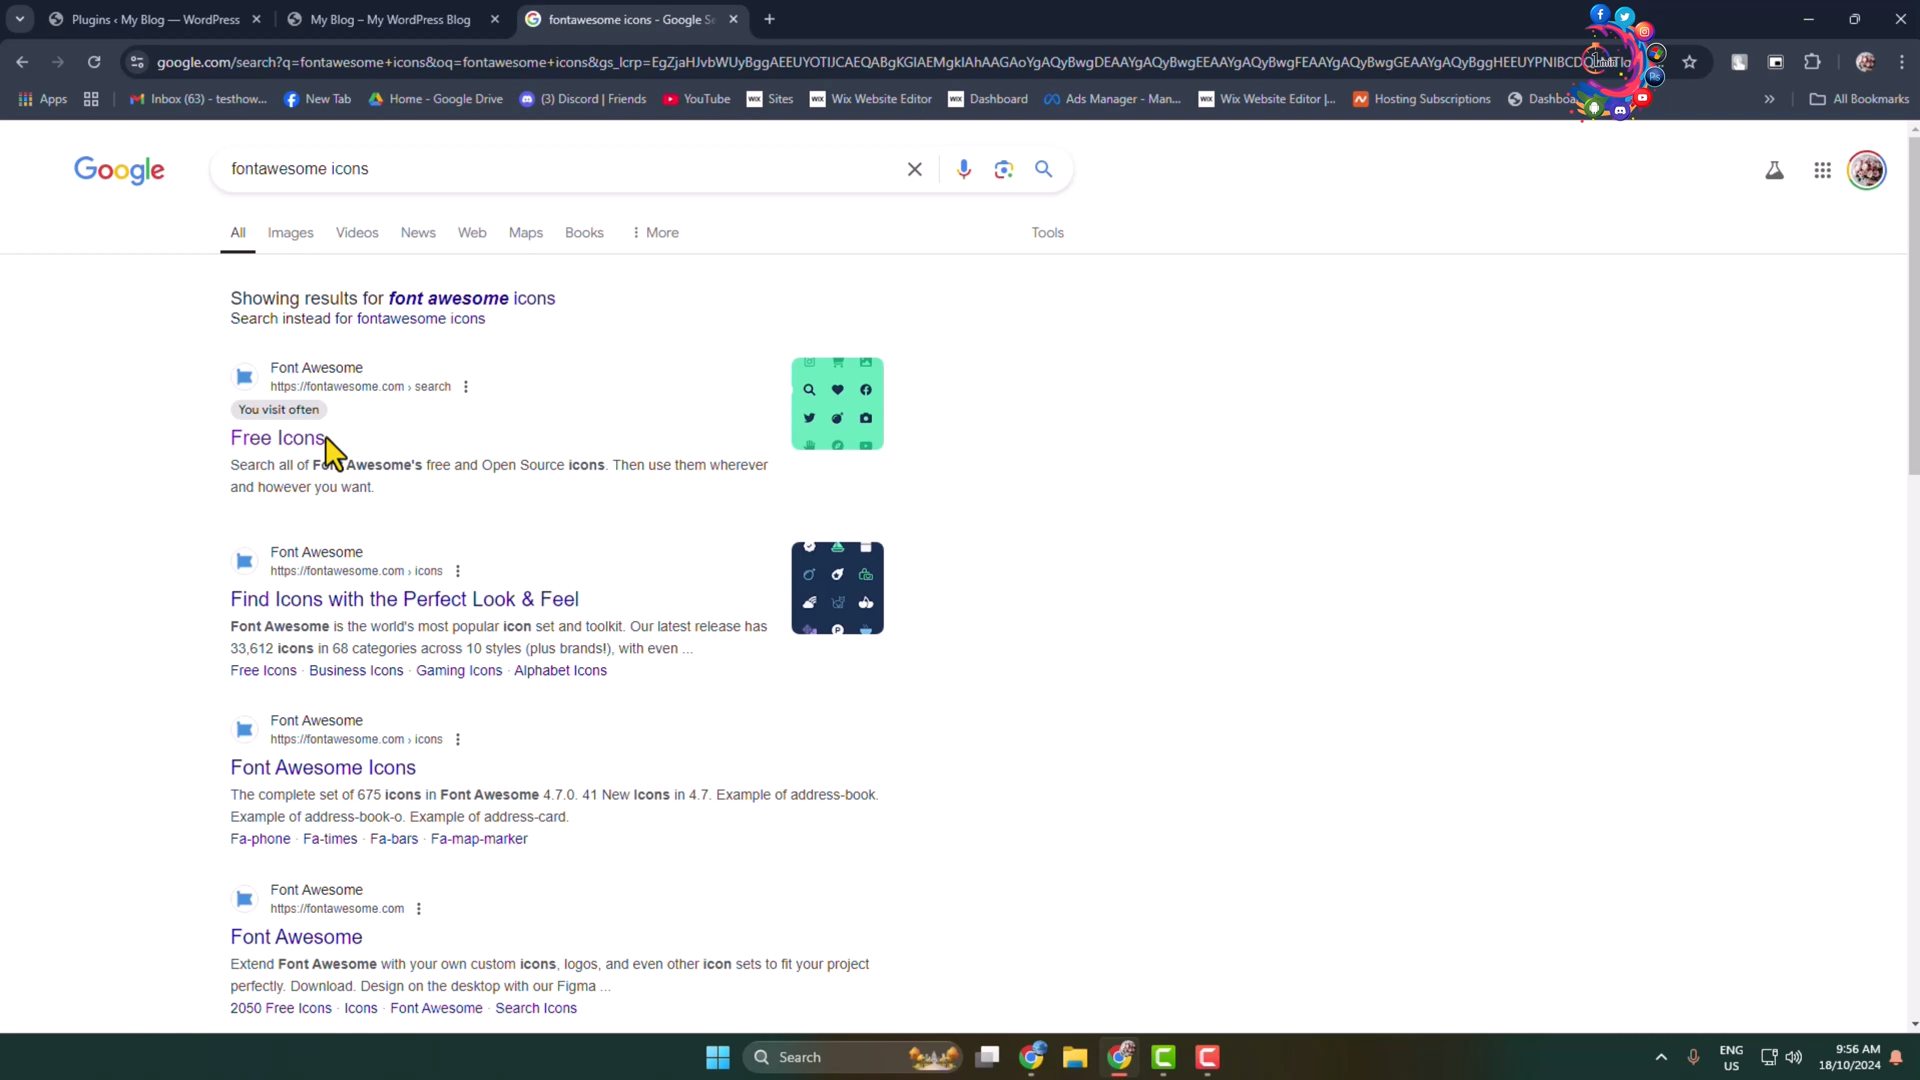 Plugins ‹ My Blog — WordPress
My Blog – My WordPress Blog
fontawesome icons - Google Se
google.com/search?q=fontawesome+icons&oq=fontawesome+icons&gs_lcrp=
Apps
Inbox (63) - testhow...
New Tab
Home - Google Drive
(3) Discord | Friends
YouTube
Sites
Wix Website Editor
Dashboard
Ads Manager - Man...
Wix Website Editor |...
Hosting Subscriptions
All Bookmarks
Google
fontawesome icons
All
Images
Videos
News
Web
Maps
Books
More
Tools
Showing results for font awesome icons
Search instead for fontawesome icons
Font Awesome
https://fontawesome.com › search
You visit often
Free Icons
Search all of Awesome's free and Open Source icons. Then use them wherever
and however you want.
Font Awesome
https://fontawesome.com › icons
Find Icons with the Perfect Look & Feel
Font Awesome is the world's most popular icon set and toolkit. Our latest release has
33,612 icons in 68 categories across 10 styles (plus brands!), with even ...
Free Icons · Business Icons · Gaming Icons · Alphabet Icons
Font Awesome
https://fontawesome.com › icons
Font Awesome Icons
The complete set of 675 icons in Font Awesome 4.7.0. 41 New Icons in 4.7. Example of address-book.
Example of address-book-o. Example of address-card.
Fa-phone · Fa-times · Fa-bars · Fa-map-marker
Font Awesome
https://fontawesome.com
Font Awesome
Extend Font Awesome with your own custom icons, logos, and even other icon sets to fit your project
perfectly. Download. Design on the desktop with our Figma ...
2050 Free Icons · Icons · Font Awesome · Search Icons
Search
ENG
US
9:56 AM
18/10/2024